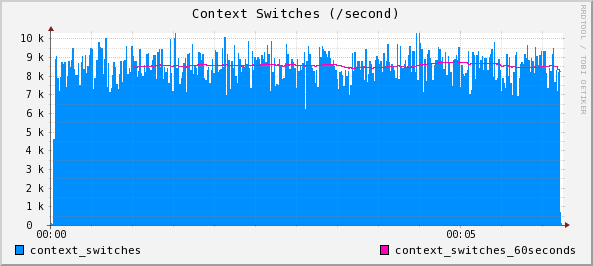 Context Switches (/second)
10 k
9 k
8 k
7 k
6 k
5 k
4 k
3 k
2 k
1 k
0
00:00 00:05
context_switches context_switches_60seconds
RRDTOOL / TOBI OETIKER